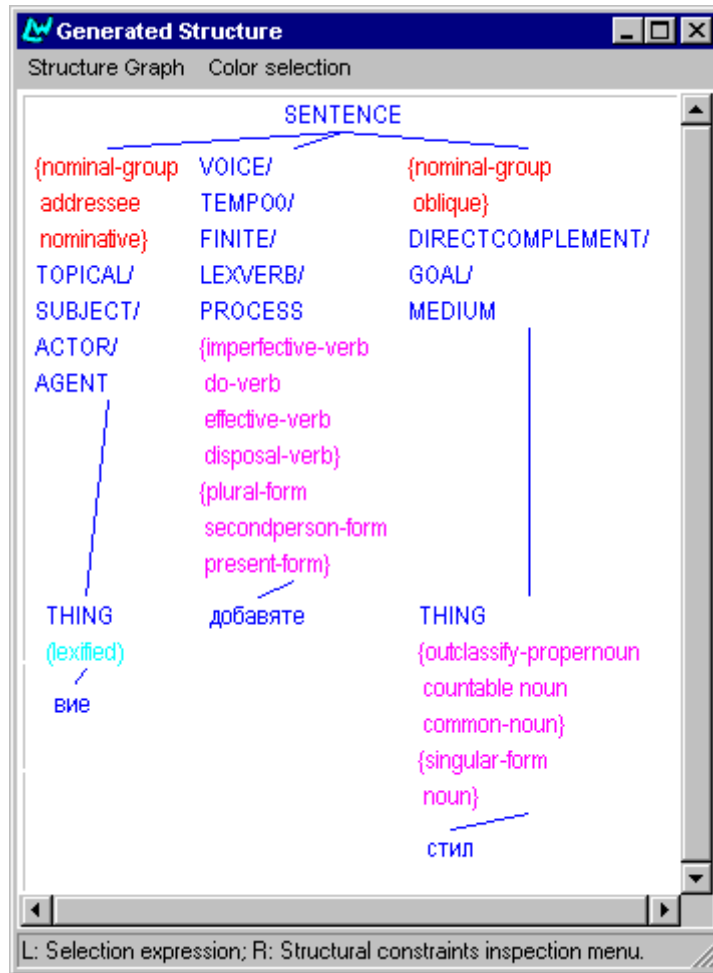 Generated Structure
Structure Graph Color selection
SENTENCE
{nominal-group VOICE/ {nominal-group
addressee TEMPO0/ oblique}
nominative} FINITE/ DIRECTCOMPLEMENT/
TOPICAL/ LEXVERB/ GOAL/
SUBJECT/ PROCESS MEDIUM
ACTOR/ {imperfective-verb
AGENT do-verb
effective-verb
disposal-verb}
{plural-form
secondperson-form
present-form}
THING добавяте THING
(lexified) {outclassify-propernoun
вие countable noun
common-noun}
{singular-form
noun}
стил
L: Selection expression; R: Structural constraints inspection menu.